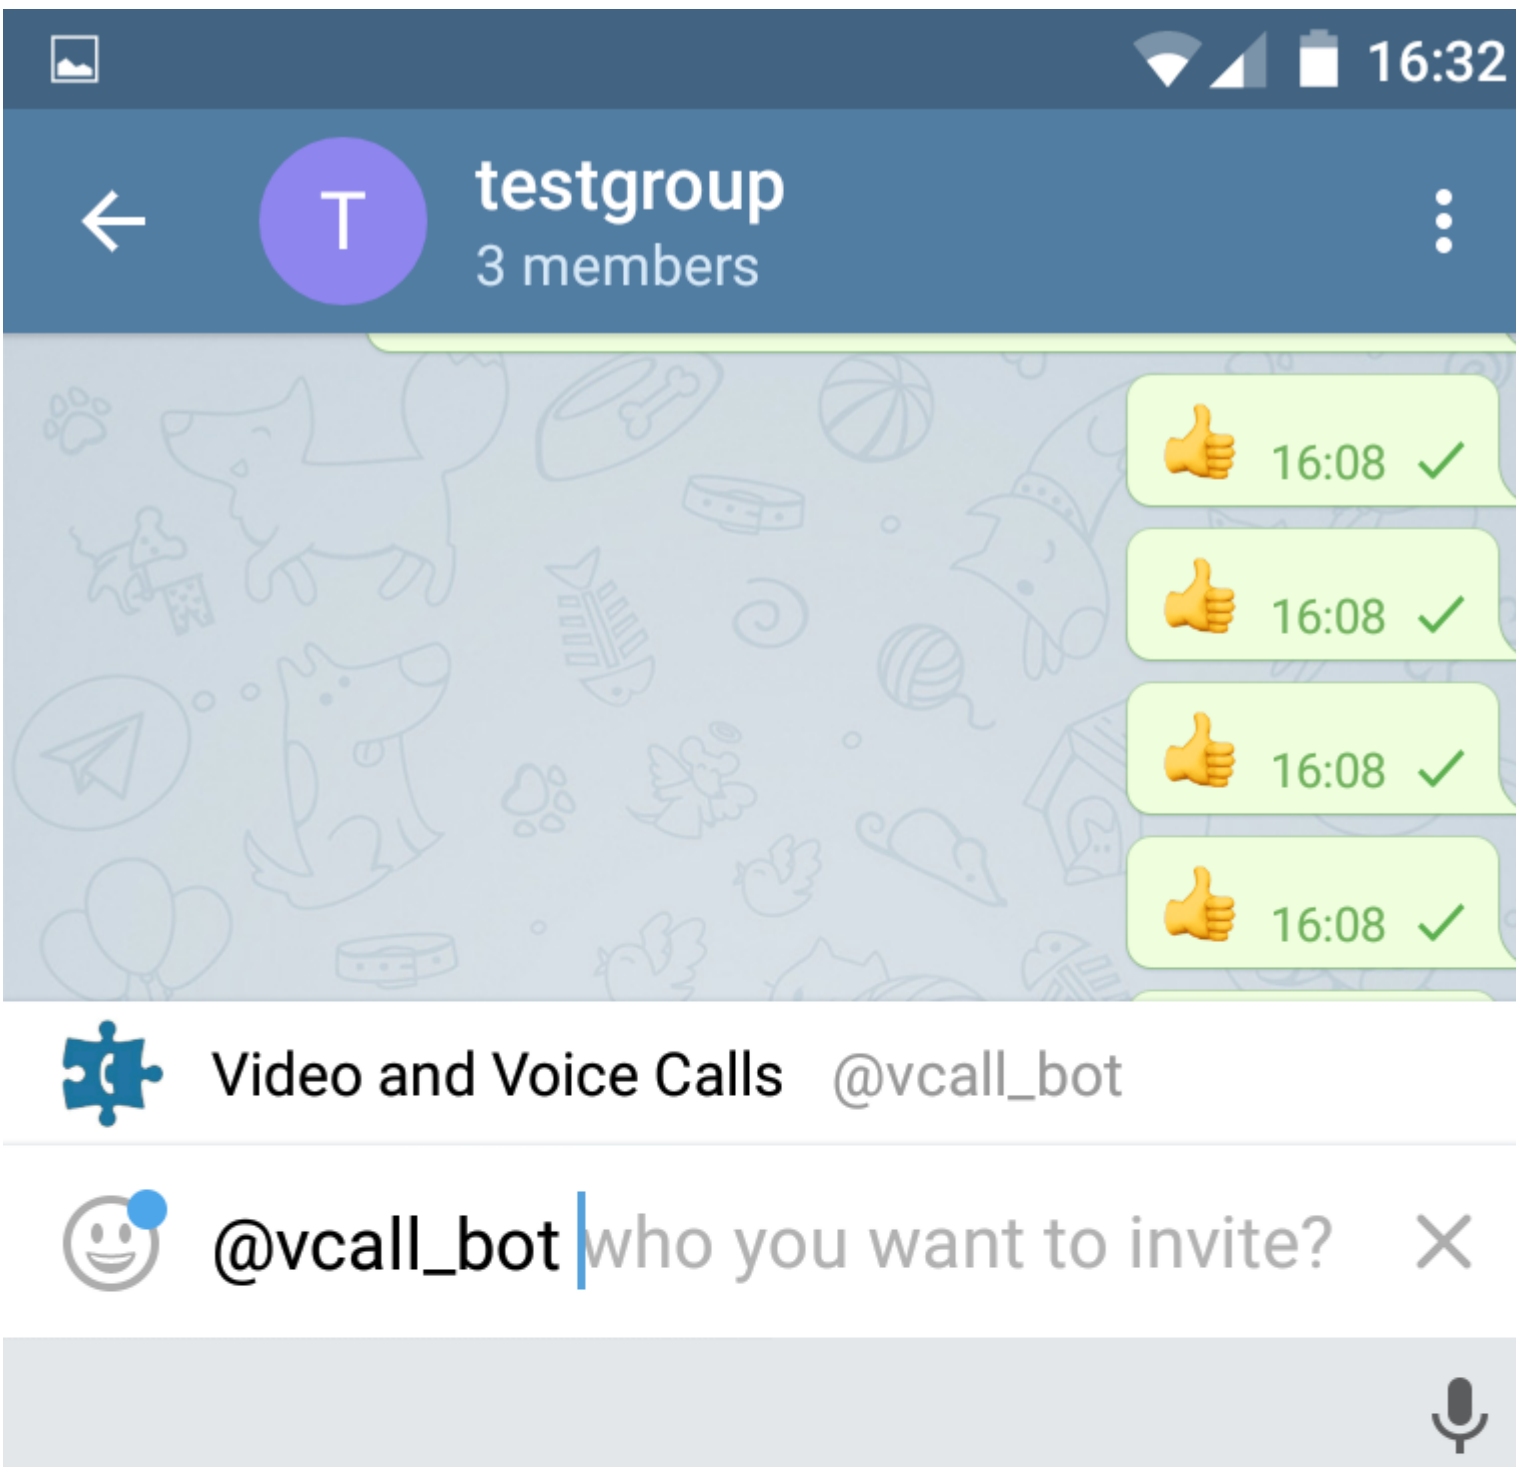 16:32
T
testgroup
3 members
👍 16:08
👍 16:08
👍 16:08
👍 16:08
Video and Voice Calls @vcall_bot
@vcall_bot who you want to invite?